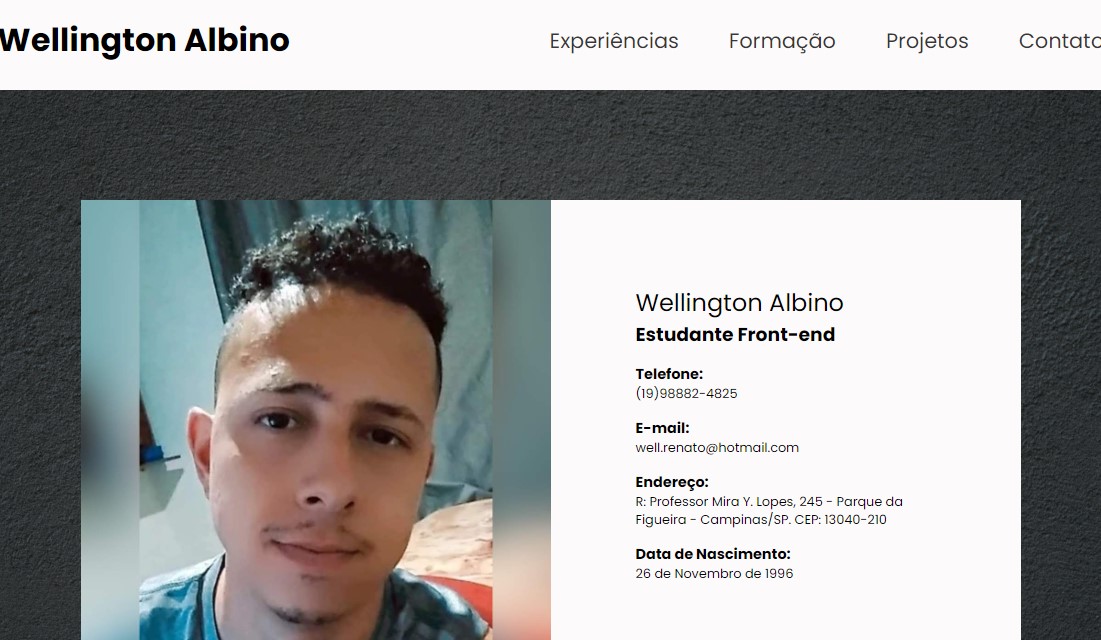 Wellington Albino
Experiências Formação Projetos Contato
Wellington Albino
Estudante Front-end
Telefone:
(19)98882-4825
E-mail:
well.renato@hotmail.com
Endereço:
R: Professor Mira Y. Lopes, 245 - Parque da
Figueira - Campinas/SP. CEP: 13040-210
Data de Nascimento:
26 de Novembro de 1996